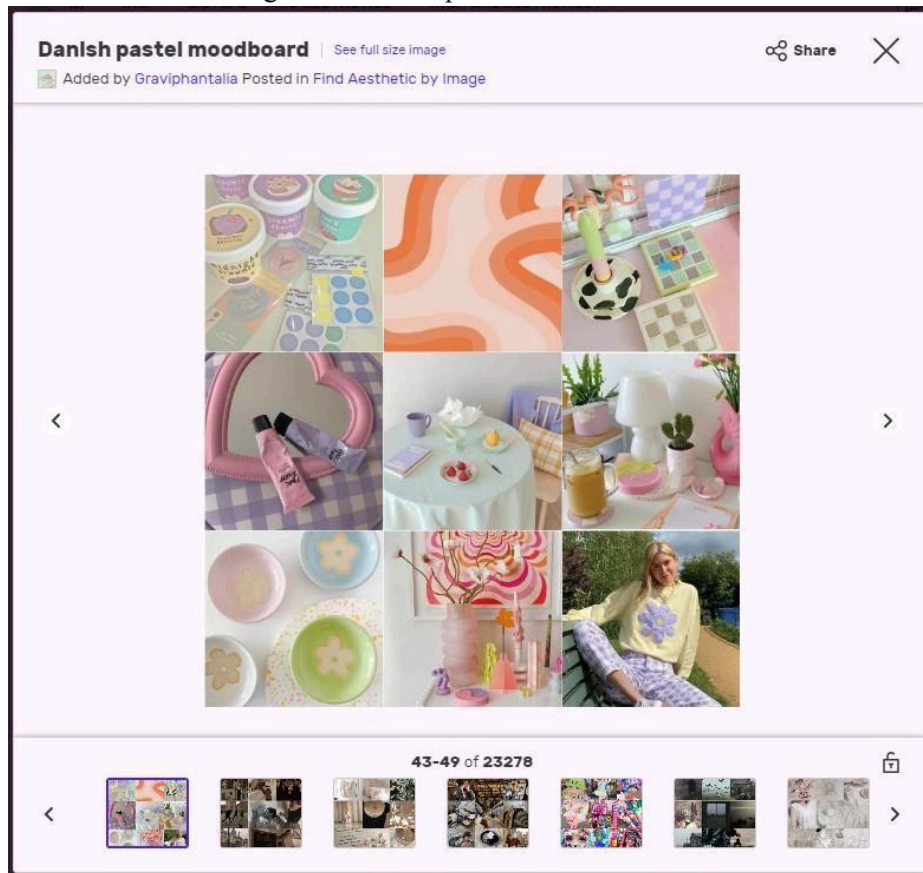 Danish pastel moodboard | See full size image
Share
Added by Graviphantalia Posted in Find Aesthetic by Image
43-49 of 23278